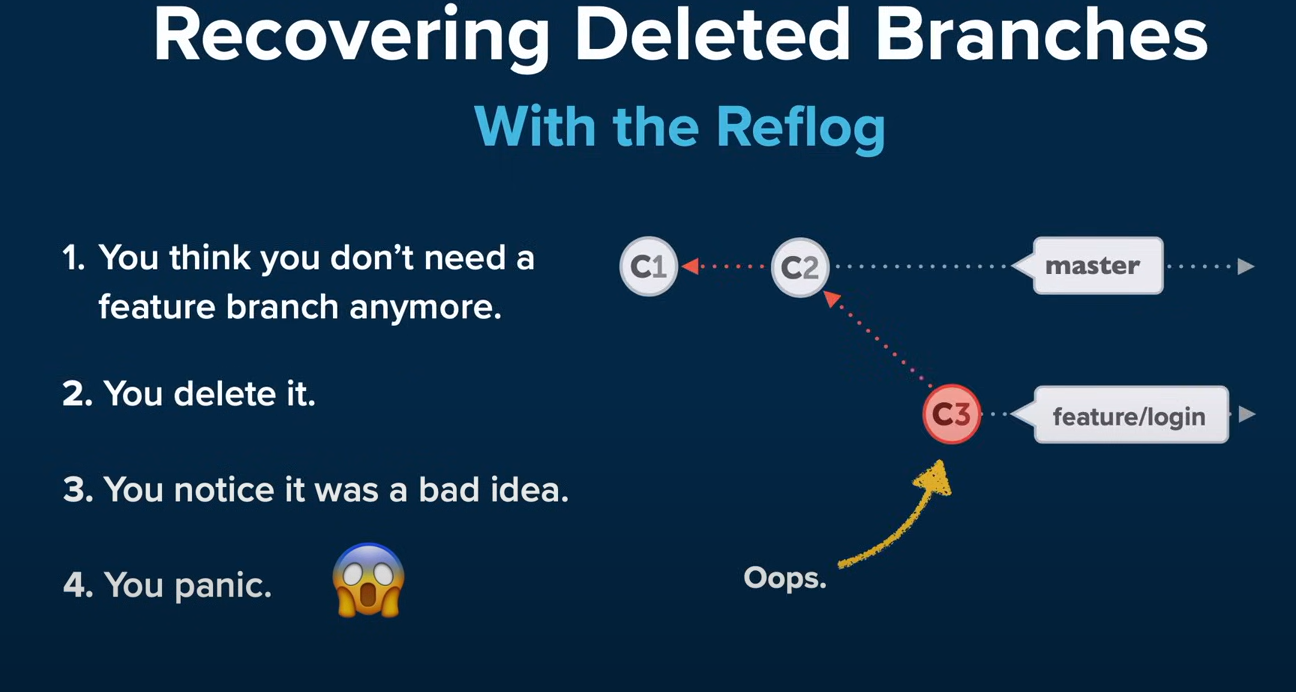 Recovering Deleted Branches
With the Reflog
1. You think you don’t need a
feature branch anymore.
2. You delete it.
3. You notice it was a bad idea.
4. You panic.
C1
C2
master
C3
feature/login
Oops.